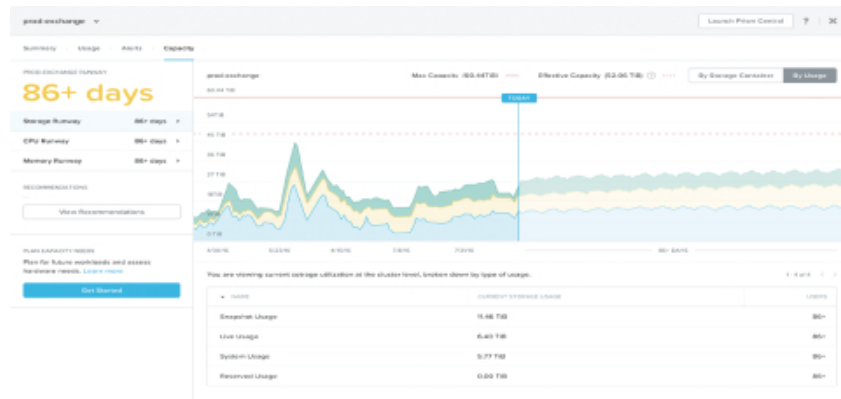 prod-exchange
Launch Prism Central
?
Summary Usage Alerts Capacity
PROD-EXCHANGE RUNWAY
86+ days
Storage Runway 86+ days
CPU Runway 86+ days
Memory Runway 86+ days
RECOMMENDATIONS
View Recommendations
PLAN CAPACITY NEEDS
Plan for future workloads and assess
hardware needs. Learn more
Get Started
prod-exchange
Max Capacity
Effective Capacity
By Storage Container
By Usage
TODAY
86+ DAYS
You are viewing current storage utilization at the cluster level, broken down by type of usage.
NAME CURRENT STORAGE USAGE
Snapshot Usage 11.46 TiB 86+
Live Usage 6.40 TiB 86+
System Usage 5.77 TiB 86+
Reserved Usage 86+